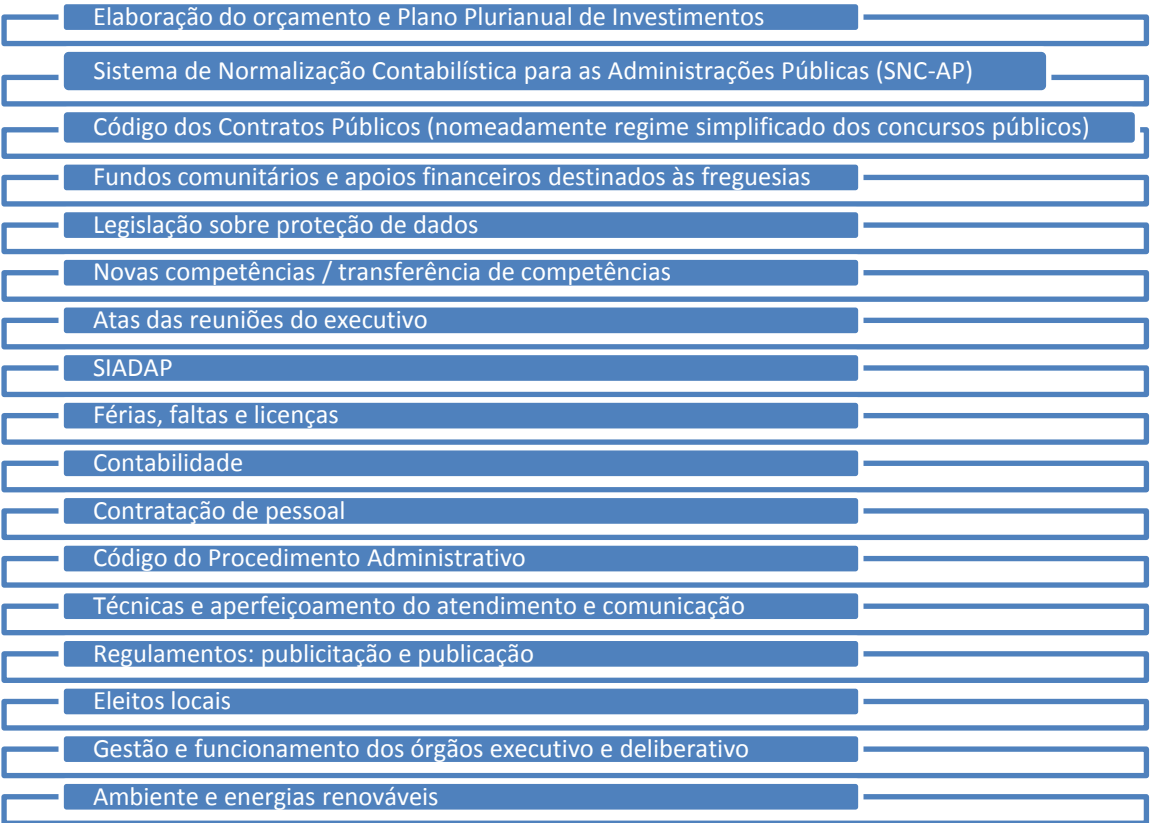 Elaboração do orçamento e Plano Plurianual de Investimentos
Sistema de Normalização Contabilística para as Administrações Públicas (SNC-AP)
Código dos Contratos Públicos (nomeadamente regime simplificado dos concursos públicos)
Fundos comunitários e apoios financeiros destinados às freguesias
Legislação sobre proteção de dados
Novas competências / transferência de competências
Atas das reuniões do executivo
SIADAP
Férias, faltas e licenças
Contabilidade
Contratação de pessoal
Código do Procedimento Administrativo
Técnicas e aperfeiçoamento do atendimento e comunicação
Regulamentos: publicitação e publicação
Eleitos locais
Gestão e funcionamento dos órgãos executivo e deliberativo
Ambiente e energias renováveis